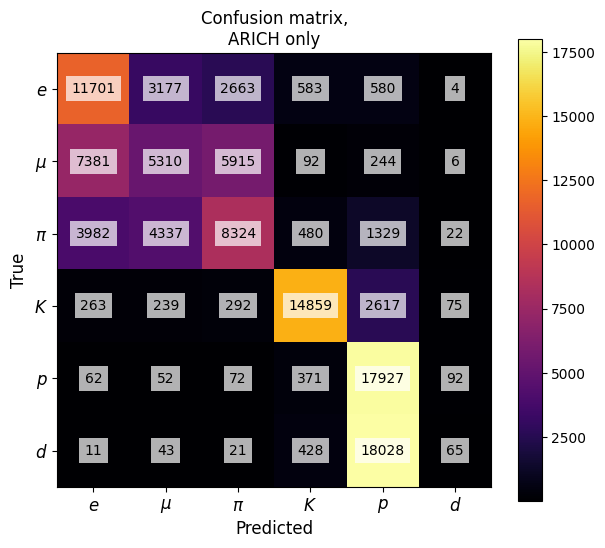 Confusion matrix,
ARICH only
e 11701 3177 2663 583 580 4
μ 7381 5310 5915 92 244 6
π 3982 4337 8324 480 1329 22
K 263 239 292 14859 2617 75
p 62 52 72 371 17927 92
d 11 43 21 428 18028 65
e μ π K p d
Predicted
True
17500
15000
12500
10000
7500
5000
2500